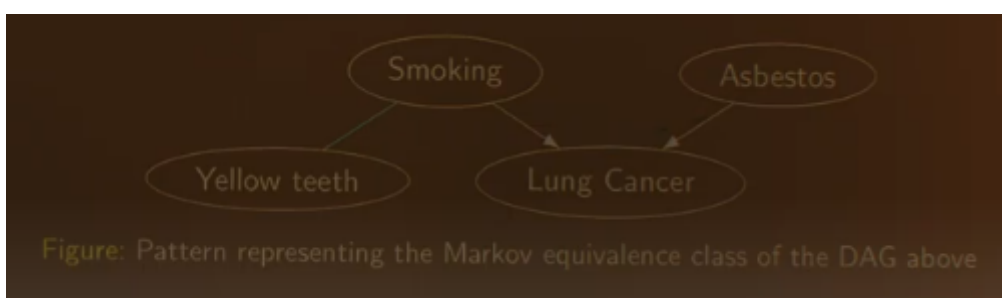 Smoking
Asbestos
Yellow teeth
Lung Cancer
Figure: Pattern representing the Markov equivalence class of the DAG above